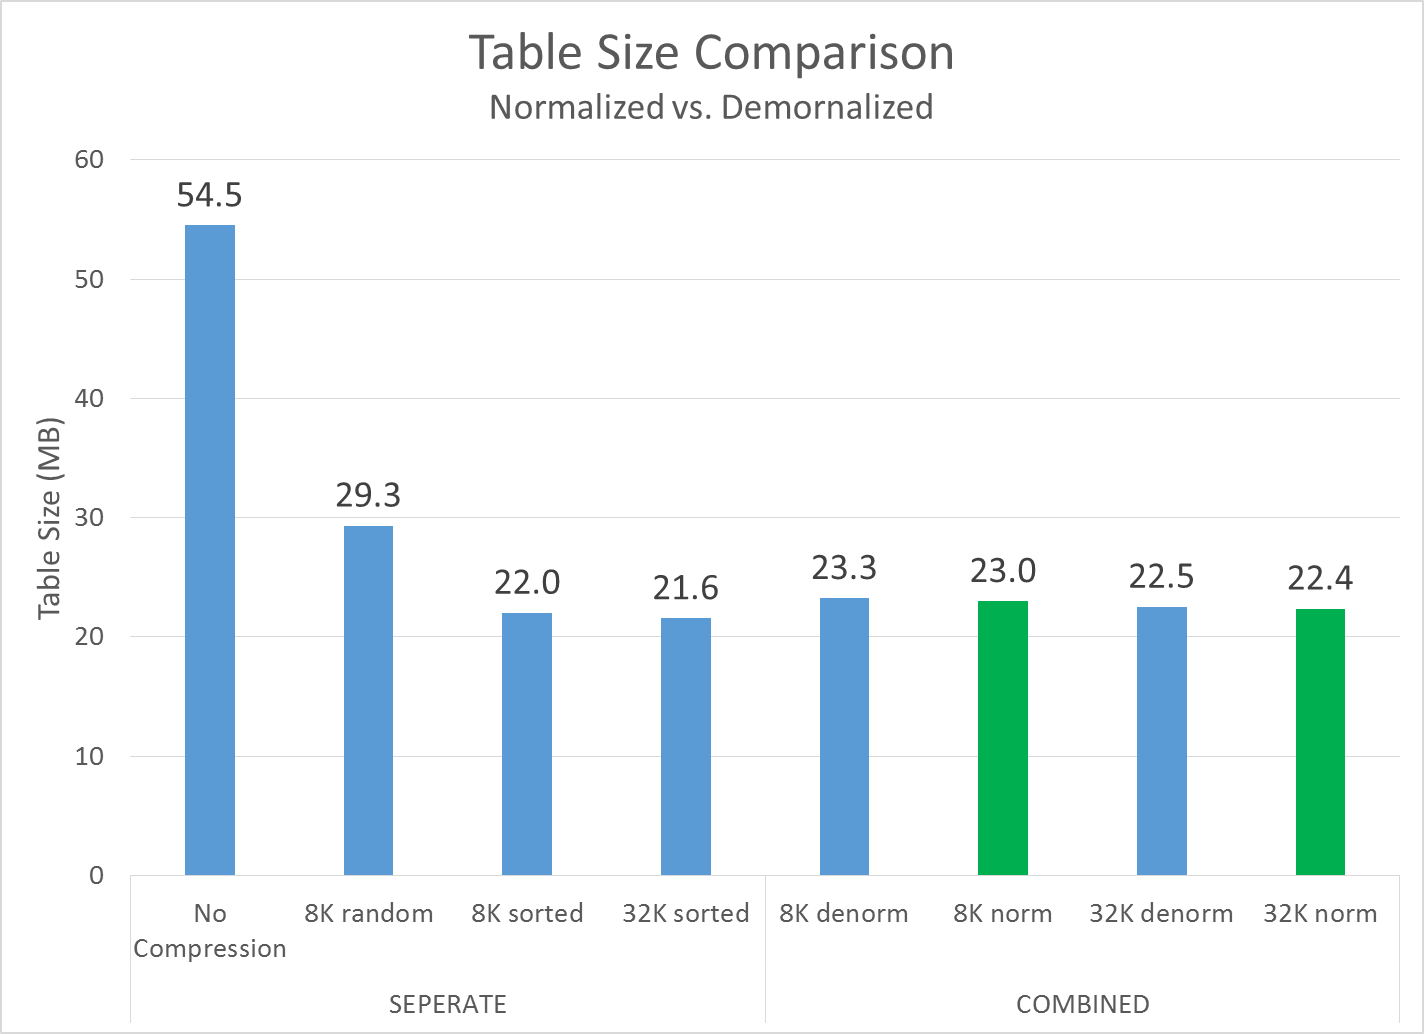 Table Size Comparison
Normalized vs. Demornalized
Table Size (MB)
60
50
40
30
20
10
0
54.5
29.3
22.0
21.6
23.3
23.0
22.5
22.4
No
Compression
8K random
8K sorted
32K sorted
8K denorm
8K norm
32K denorm
32K norm
SEPERATE
COMBINED